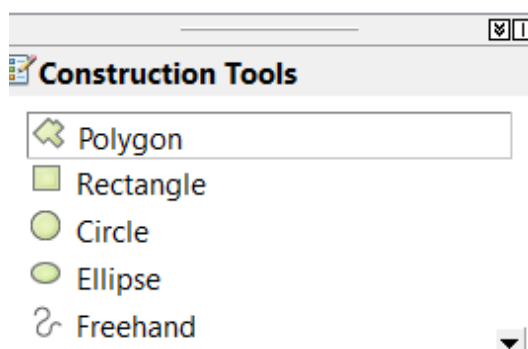 Construction Tools
Polygon
Rectangle
Circle
Ellipse
Freehand